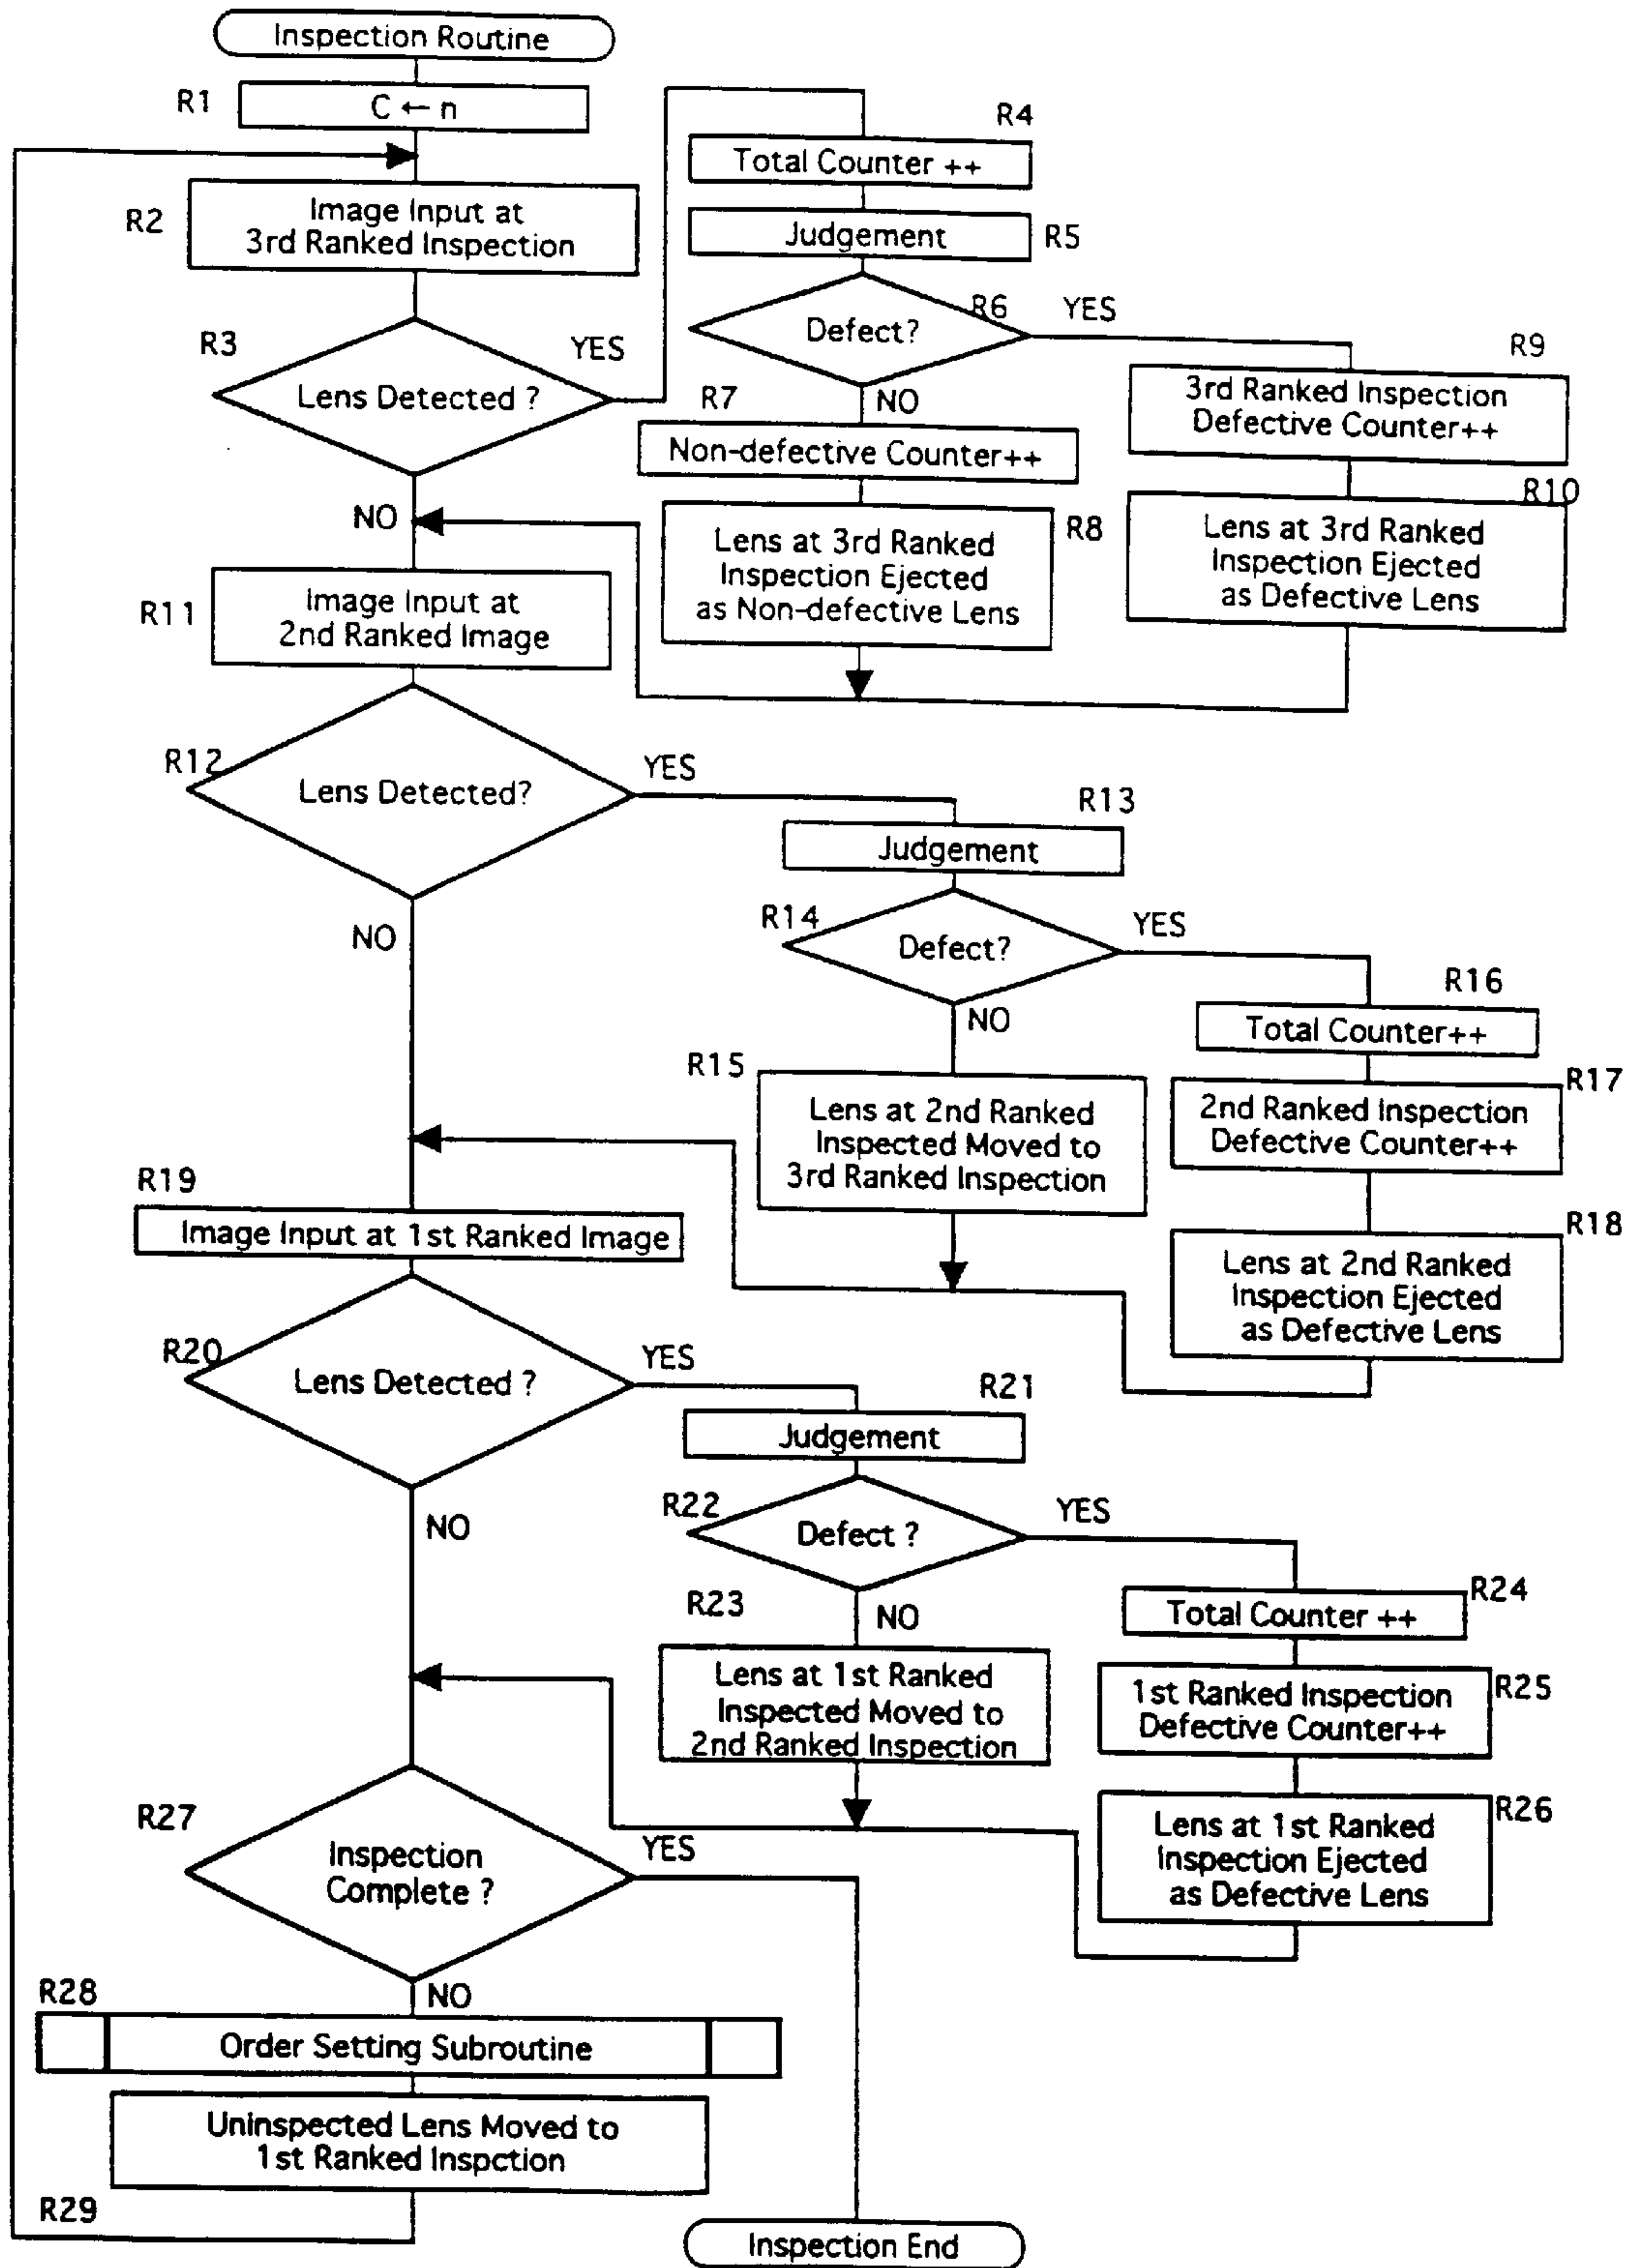 Inspection Routine
R1
C ← n
R2
Image Input at
3rd Ranked Inspection
R3
Lens Detected ?
YES
NO
R4
Total Counter ++
Judgement
R5
R6
Defect?
YES
NO
R7
Non-defective Counter++
R8
Lens at 3rd Ranked
Inspection Ejected
as Non-defective Lens
R9
3rd Ranked Inspection
Defective Counter++
R10
Lens at 3rd Ranked
Inspection Ejected
as Defective Lens
R11
Image Input at
2nd Ranked Image
R12
Lens Detected?
YES
NO
R13
Judgement
R14
Defect?
YES
NO
R15
Lens at 2nd Ranked
Inspected Moved to
3rd Ranked Inspection
R16
Total Counter++
R17
2nd Ranked Inspection
Defective Counter++
R18
Lens at 2nd Ranked
Inspection Ejected
as Defective Lens
R19
Image Input at 1st Ranked Image
R20
Lens Detected ?
YES
NO
R21
Judgement
R22
Defect ?
YES
NO
R23
Lens at 1st Ranked
Inspected Moved to
2nd Ranked Inspection
R24
Total Counter ++
R25
1st Ranked Inspection
Defective Counter++
R26
Lens at 1st Ranked
Inspection Ejected
as Defective Lens
R27
Inspection
Complete ?
YES
NO
R28
Order Setting Subroutine
Uninspected Lens Moved to
1st Ranked Inspction
R29
Inspection End